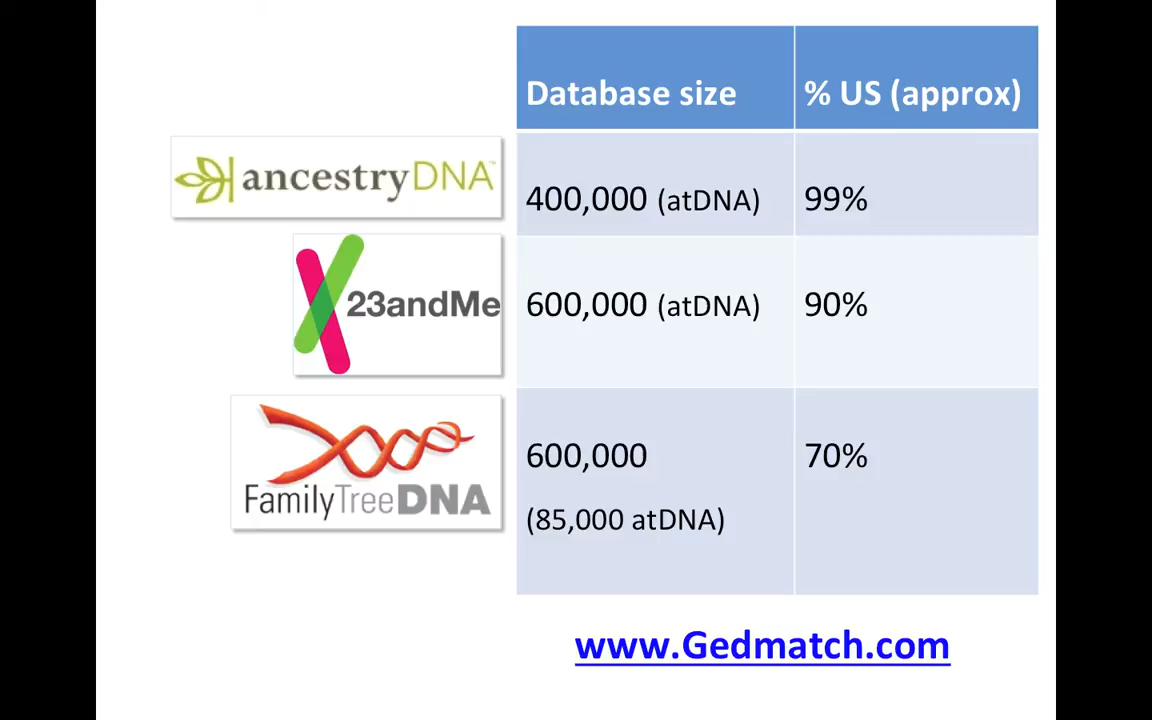 Database size % US (approx)
ancestryDNA™ 400,000 (atDNA) 99%
23andMe 600,000 (atDNA) 90%
FamilyTreeDNA 600,000 70%
(85,000 atDNA)
www.Gedmatch.com